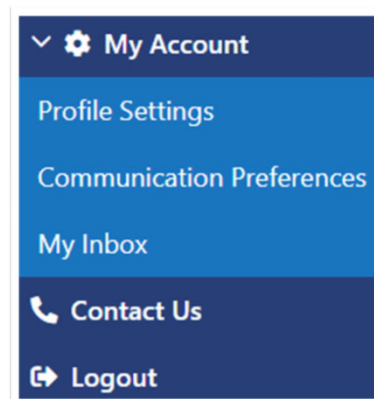 My Account
Profile Settings
Communication Preferences
My Inbox
Contact Us
Logout